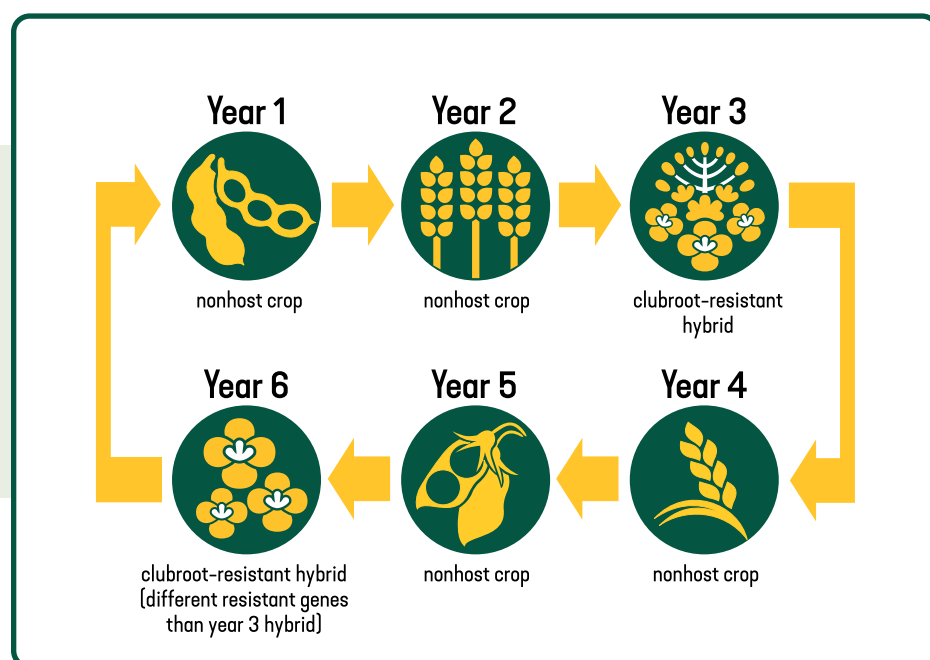 Year 1
nonhost crop
Year 2
nonhost crop
Year 3
clubroot-resistant
hybrid
Year 4
nonhost crop
Year 5
nonhost crop
Year 6
clubroot-resistant hybrid
(different resistant genes
than year 3 hybrid)